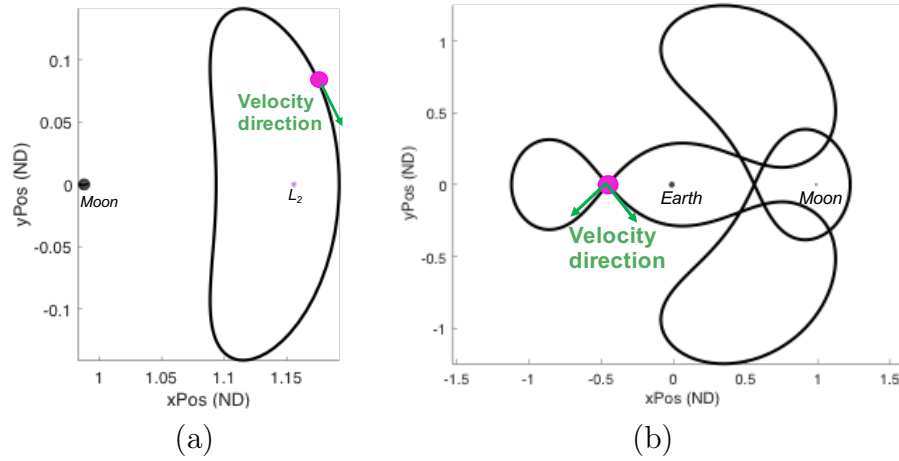 0.1
0.05
0
-0.05
-0.1
yPos (ND)
Velocity
direction
Moon
L₂
1
1.05
1.1
1.15
xPos (ND)
(a)
1
0.5
0
-0.5
-1
yPos (ND)
Earth
Moon
Velocity
direction
-1.5
-1
-0.5
0
0.5
1
1.5
xPos (ND)
(b)